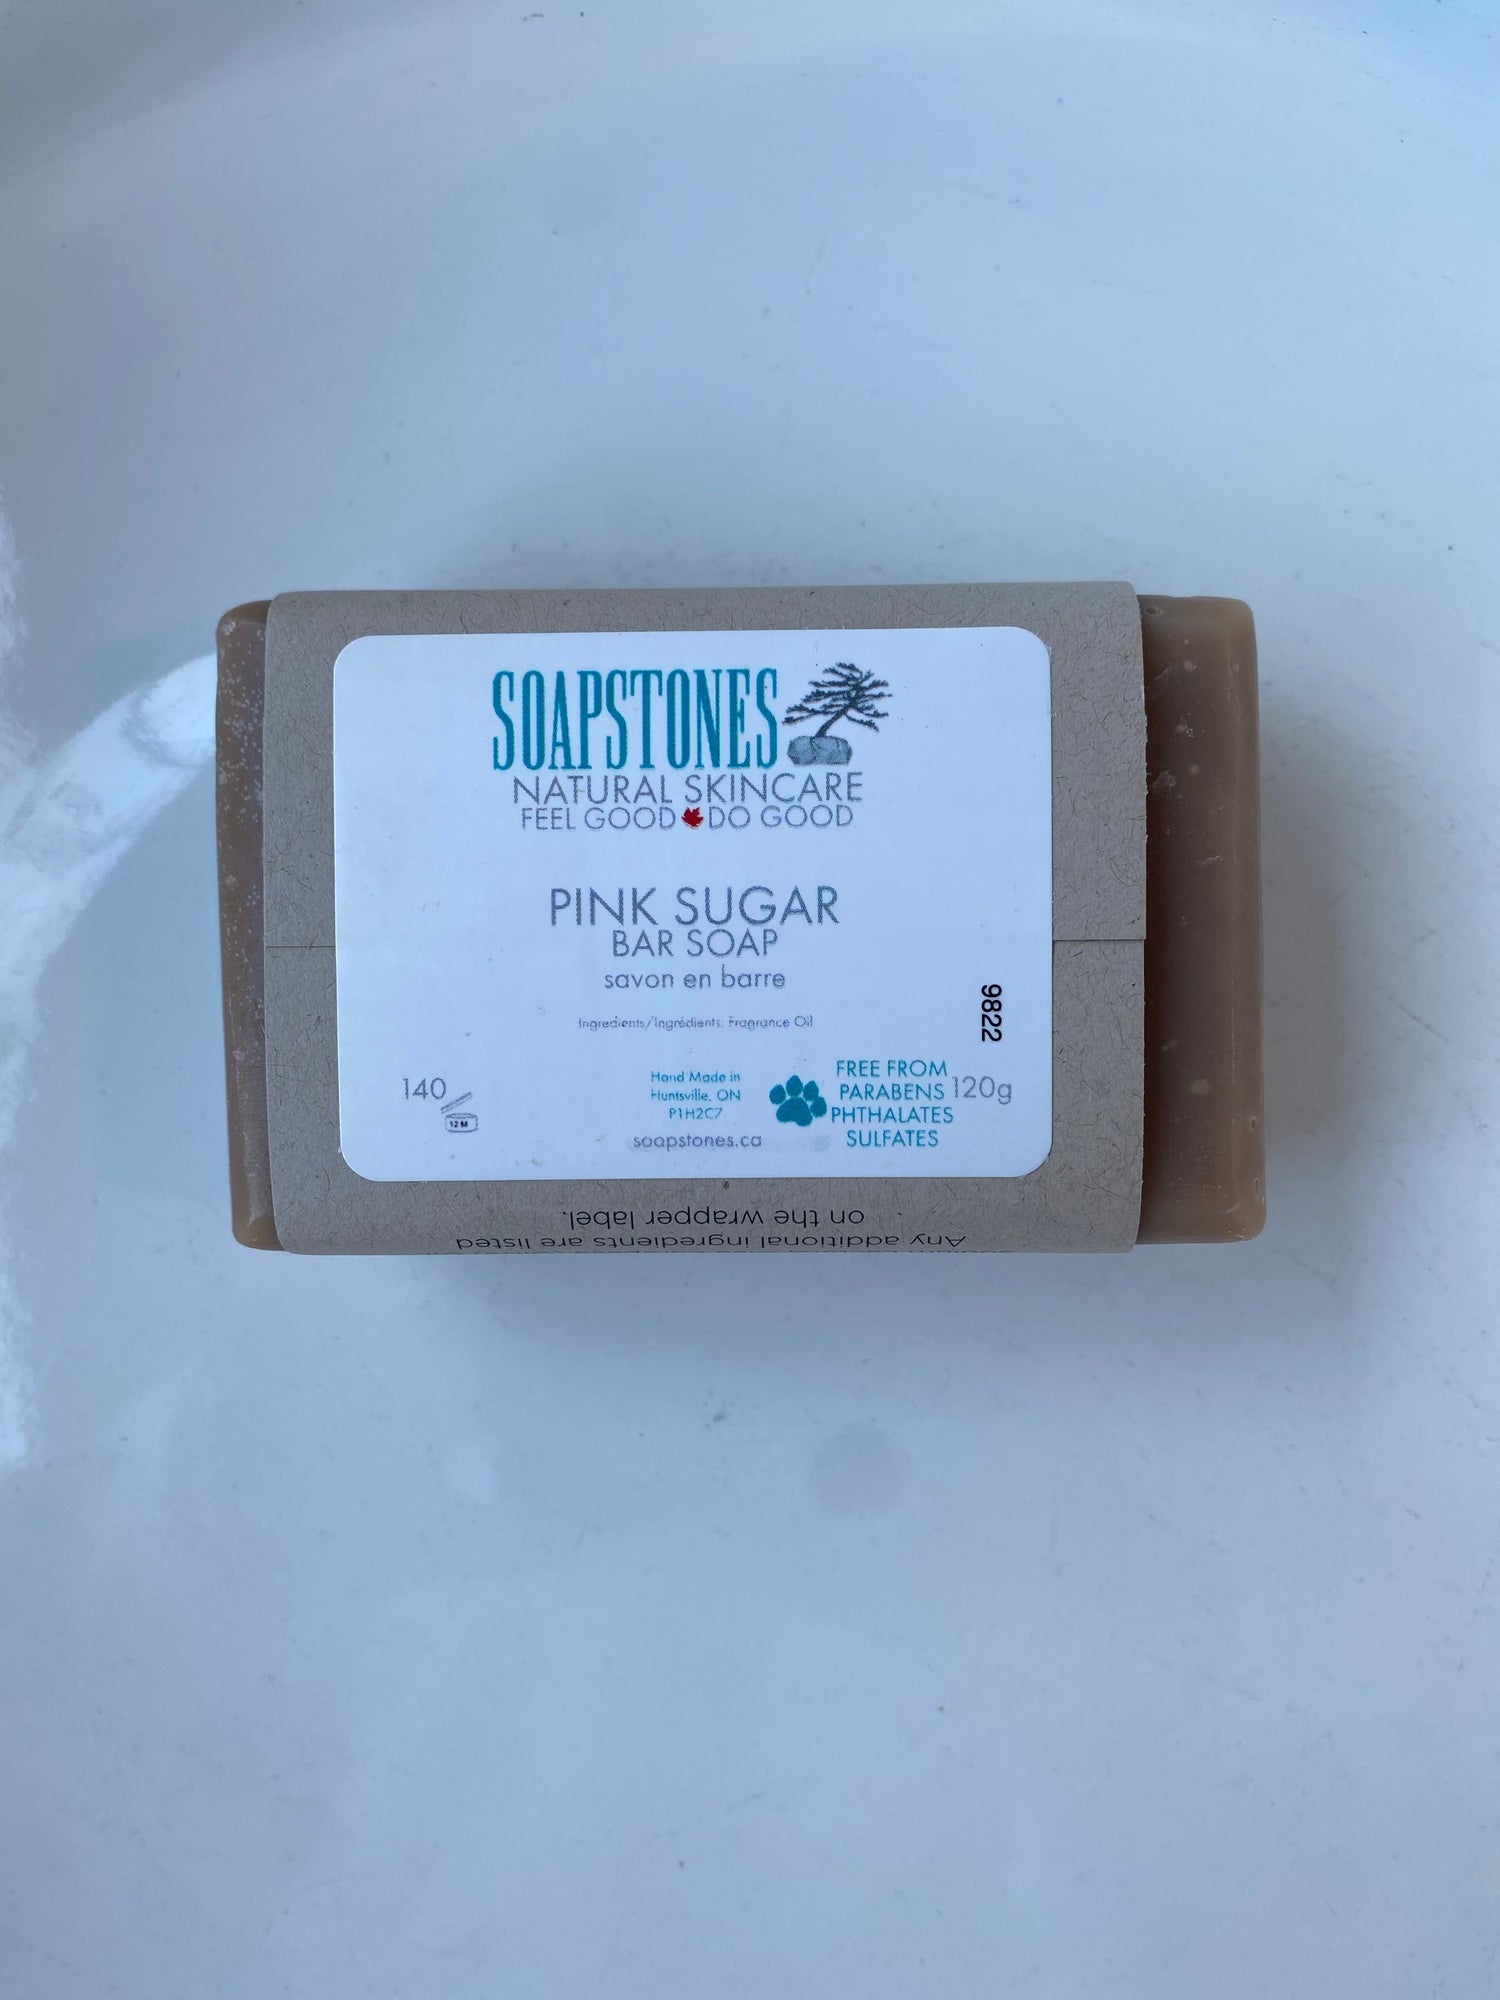 SOAPSTONES
NATURAL SKINCARE
FEEL GOOD DO GOOD
PINK SUGAR
BAR SOAP
savon en barre
Ingredients/Ingrédients: Fragrance Oil
9822
140
12 M
Hand Made in
Huntsville, ON
P1H2C7
soapstones.ca
FREE FROM
PARABENS
PHTHALATES
SULFATES
120g
Any additional ingredients are listed
on the wrapper label.